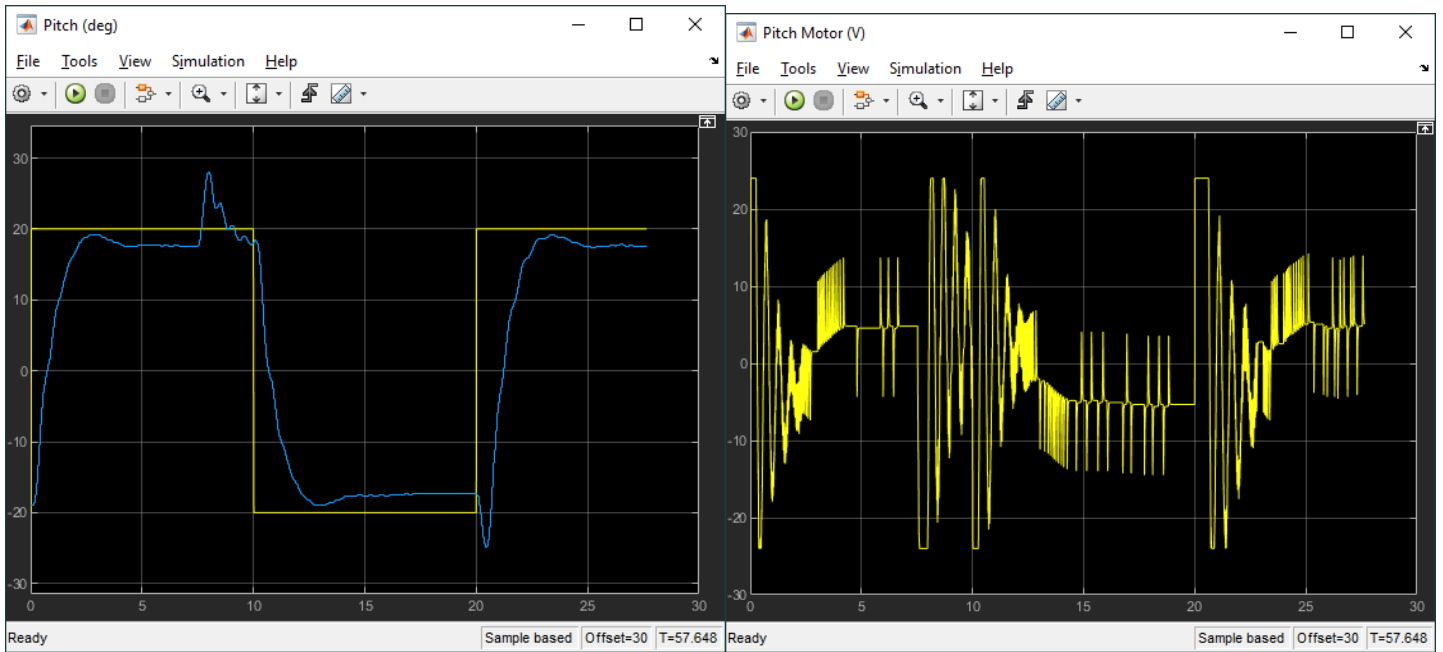 Pitch (deg)
File Tools View Simulation Help
30
20
10
0
-10
-20
-30
0 5 10 15 20 25 30
Ready Sample based Offset=30 T=57.648
Pitch Motor (V)
File Tools View Simulation Help
30
20
10
0
-10
-20
-30
0 5 10 15 20 25 30
Ready Sample based Offset=30 T=57.648